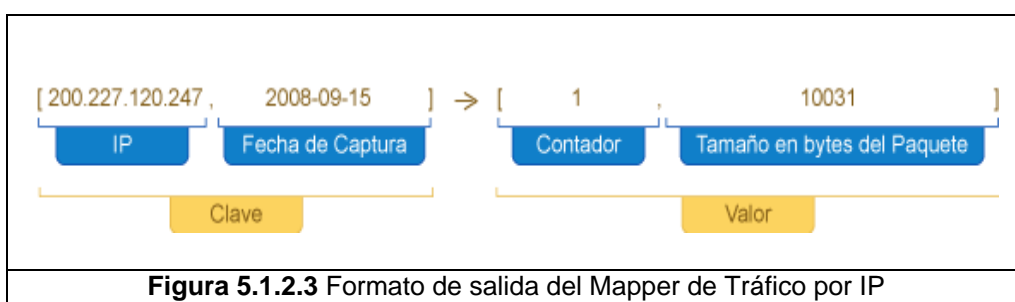 [ 200.227.120.247 , 2008-09-15 ] → [ 1 , 10031 ]
IP Fecha de Captura Contador Tamaño en bytes del Paquete
Clave Valor
Figura 5.1.2.3 Formato de salida del Mapper de Tráfico por IP